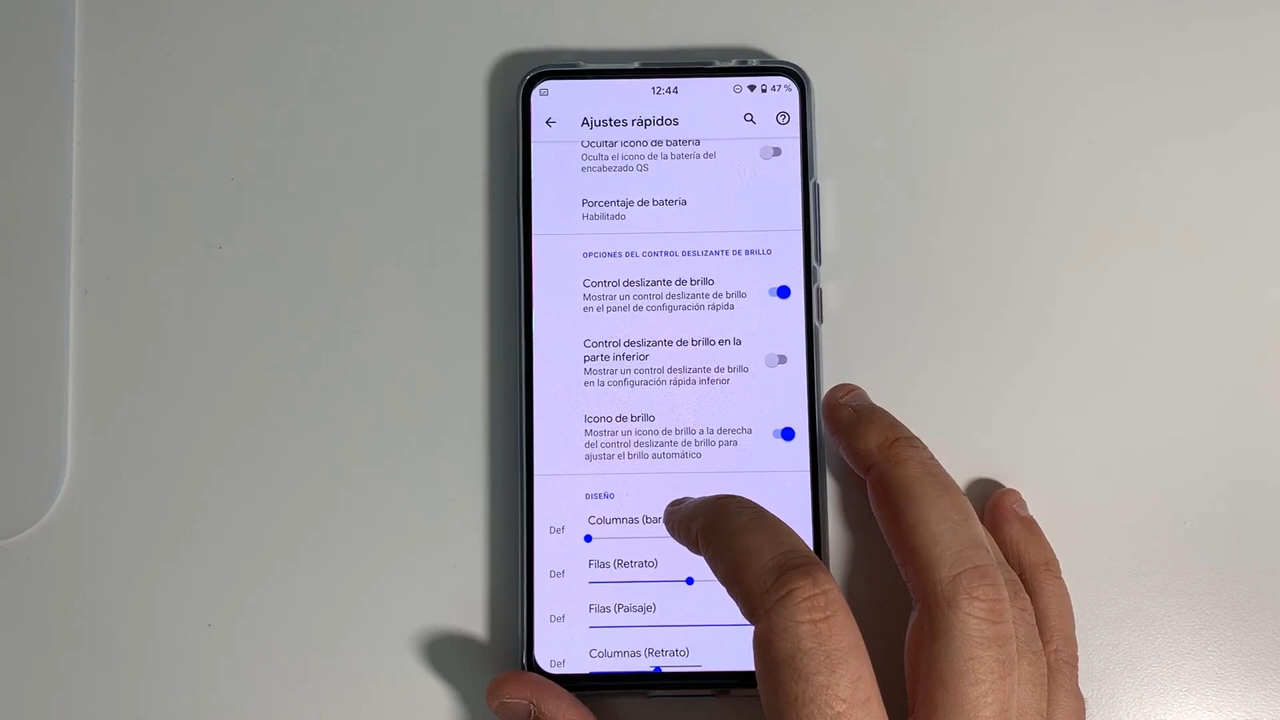 12:44
47 %
Ajustes rápidos
Ocultar icono de batería
Oculta el icono de la batería del
encabezado QS
Porcentaje de batería
Habilitado
OPCIONES DEL CONTROL DESLIZANTE DE BRILLO
Control deslizante de brillo
Mostrar un control deslizante de brillo
en el panel de configuración rápida
Control deslizante de brillo en la
parte inferior
Mostrar un control deslizante de brillo
en la configuración rápida inferior
Icono de brillo
Mostrar un icono de brillo a la derecha
del control deslizante de brillo para
ajustar el brillo automático
DISEÑO
Columnas
Def
Filas (Retrato)
Def
Filas (Paisaje)
Def
Columnas (Retrato)
Def